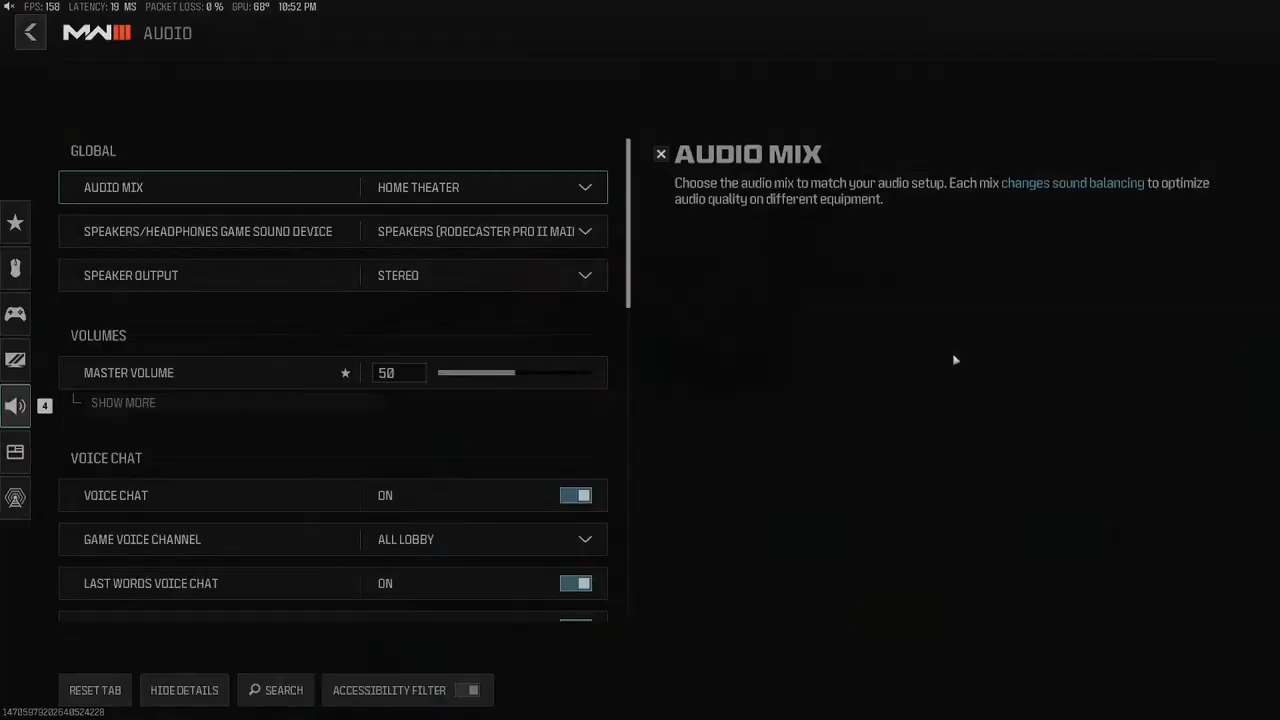 FPS: 158 LATENCY: 19 MS PACKET LOSS: 0 % GPU: 68° 10:52 PM
MWIII AUDIO
GLOBAL
AUDIO MIX HOME THEATER
SPEAKERS/HEADPHONES GAME SOUND DEVICE SPEAKERS (RODECASTER PRO II MAI
SPEAKER OUTPUT STEREO
VOLUMES
MASTER VOLUME 50
SHOW MORE
VOICE CHAT
VOICE CHAT ON
GAME VOICE CHANNEL ALL LOBBY
LAST WORDS VOICE CHAT ON
4
AUDIO MIX
Choose the audio mix to match your audio setup. Each mix changes sound balancing to optimize
audio quality on different equipment.
RESET TAB HIDE DETAILS SEARCH ACCESSIBILITY FILTER
14705979202640524228